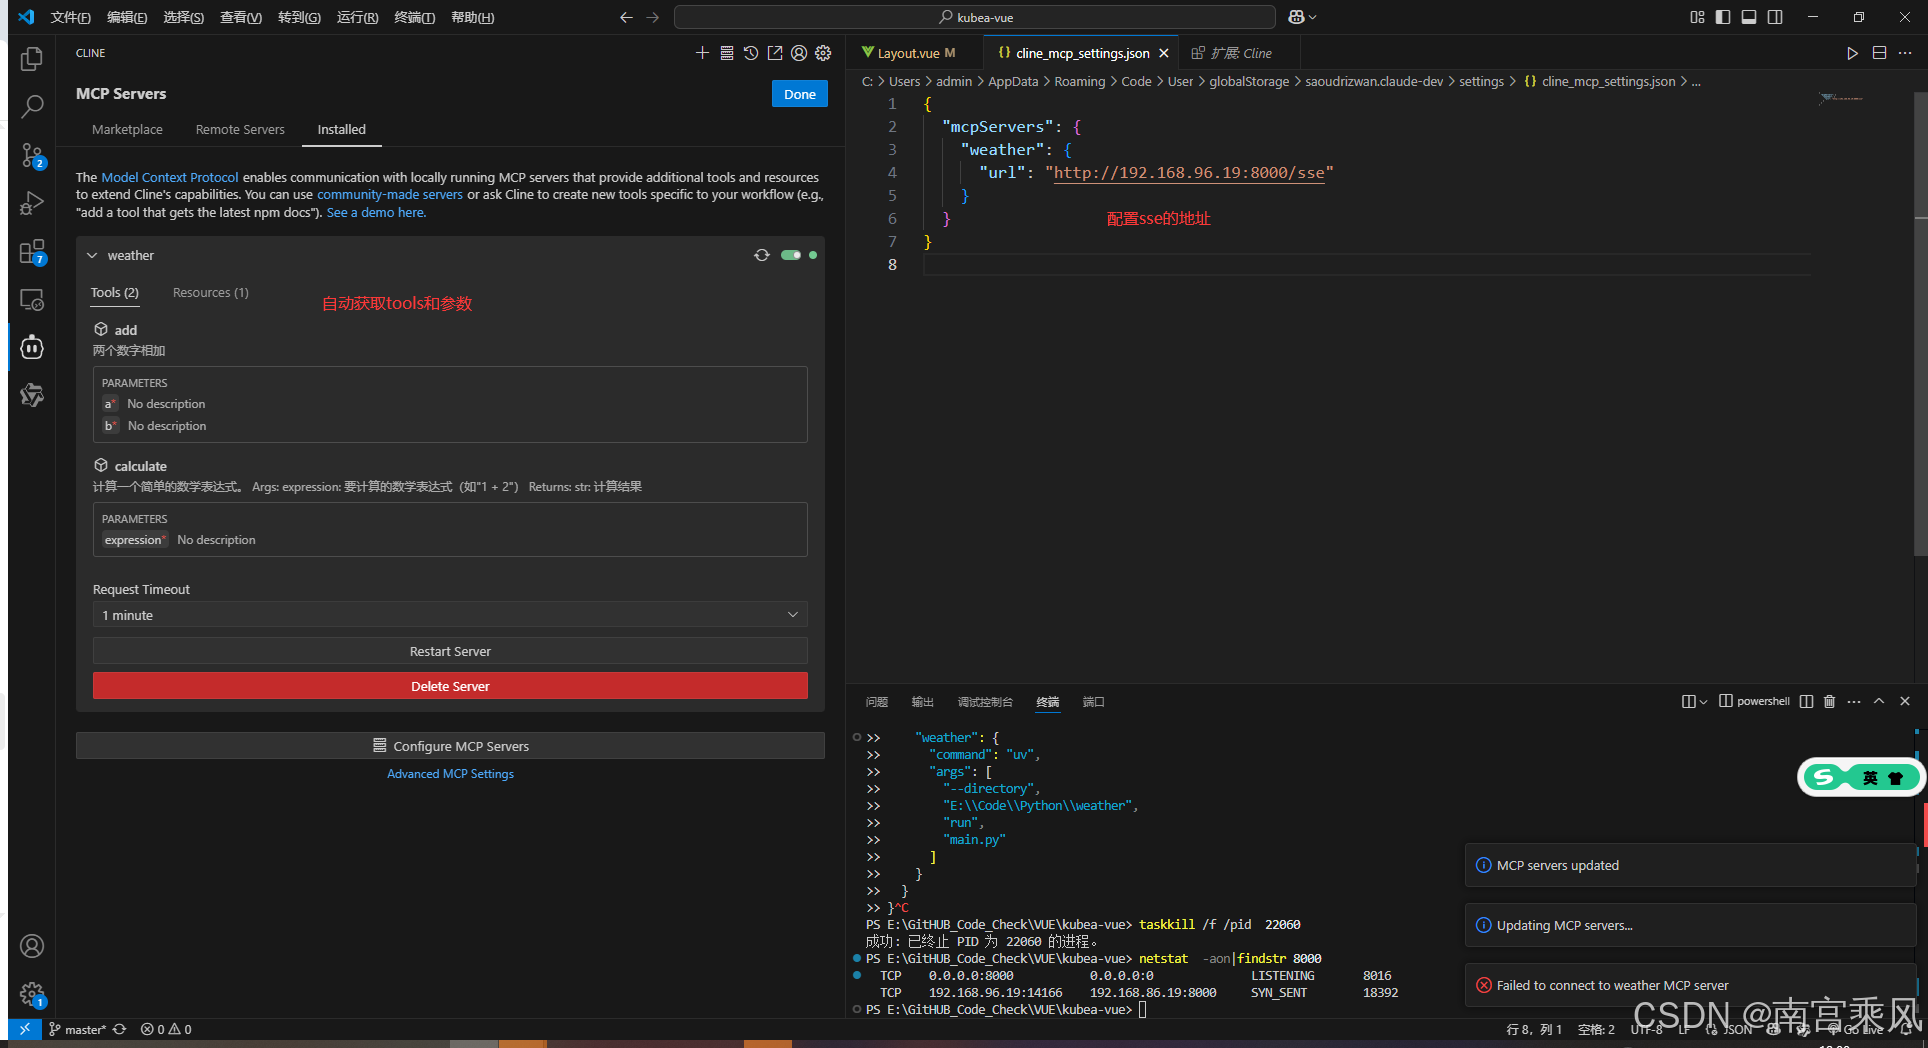 文件(F) 编辑(E) 选择(S) 查看(V) 转到(G) 运行(R) 终端(T) 帮助(H)
kubea-vue
CLINE
MCP Servers
Done
Marketplace Remote Servers Installed
The Model Context Protocol enables communication with locally running MCP servers that provide additional tools and resources
to extend Cline's capabilities. You can use community-made servers or ask Cline to create new tools specific to your workflow (e.g.,
"add a tool that gets the latest npm docs"). See a demo here.
weather
Tools (2) Resources (1)
自动获取tools和参数
add
两个数字相加
PARAMETERS
a* No description
b* No description
calculate
计算一个简单的数学表达式。 Args: expression: 要计算的数学表达式（如"1 + 2"） Returns: str: 计算结果
PARAMETERS
expression* No description
Request Timeout
1 minute
Restart Server
Delete Server
Configure MCP Servers
Advanced MCP Settings
2
7
1
Layout.vue M
{} cline_mcp_settings.json
扩展: Cline
C: > Users > admin > AppData > Roaming > Code > User > globalStorage > saoudrizwan.claude-dev > settings > {} cline_mcp_settings.json > ...
1 {
2 "mcpServers": {
3 "weather": {
4 "url": "http://192.168.96.19:8000/sse"
5 }
6 }
配置sse的地址
7 }
8
问题 输出 调试控制台 终端 端口
powershell
>> "weather": {
>> "command": "uv",
>> "args": [
>> "--directory",
>> "E:\\Code\\Python\\weather",
>> "run",
>> "main.py"
>> ]
>> }
>> }
>> }^C
PS E:\GitHUB_Code_Check\VUE\kubea-vue> taskkill /f /pid 22060
成功: 已终止 PID 为 22060 的进程。
PS E:\GitHUB_Code_Check\VUE\kubea-vue> netstat -aon|findstr 8000
TCP 0.0.0.0:8000 0.0.0.0:0 LISTENING 8016
TCP 192.168.96.19:14166 192.168.86.19:8000 SYN_SENT 18392
PS E:\GitHUB_Code_Check\VUE\kubea-vue>
英
MCP servers updated
Updating MCP servers...
Failed to connect to weather MCP server
CSDN @南宫乘风
master* 0 0
行 8，列 1 空格: 2 UTF-8 LF {} JSON Go Live